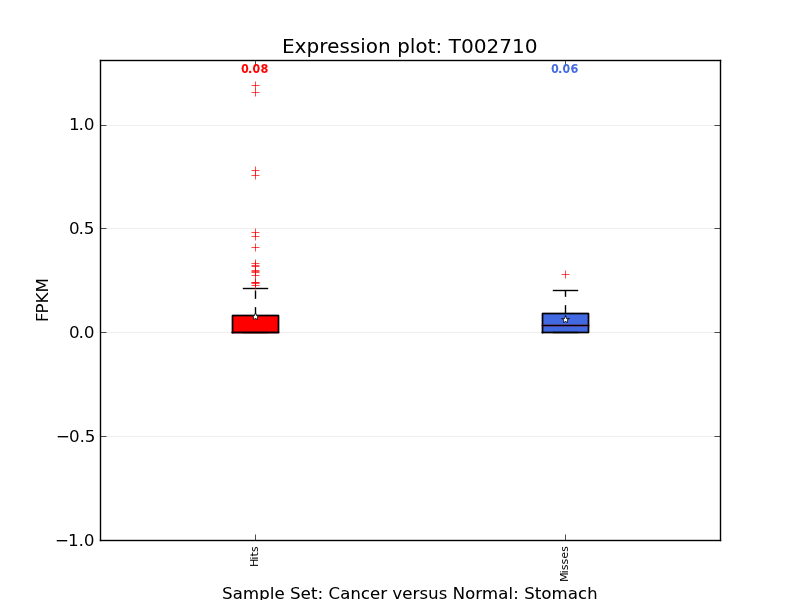 Expression plot: T002710
0.08
0.06
1.0
0.5
0.0
−0.5
−1.0
FPKM
Hits
Misses
Sample Set: Cancer versus Normal: Stomach